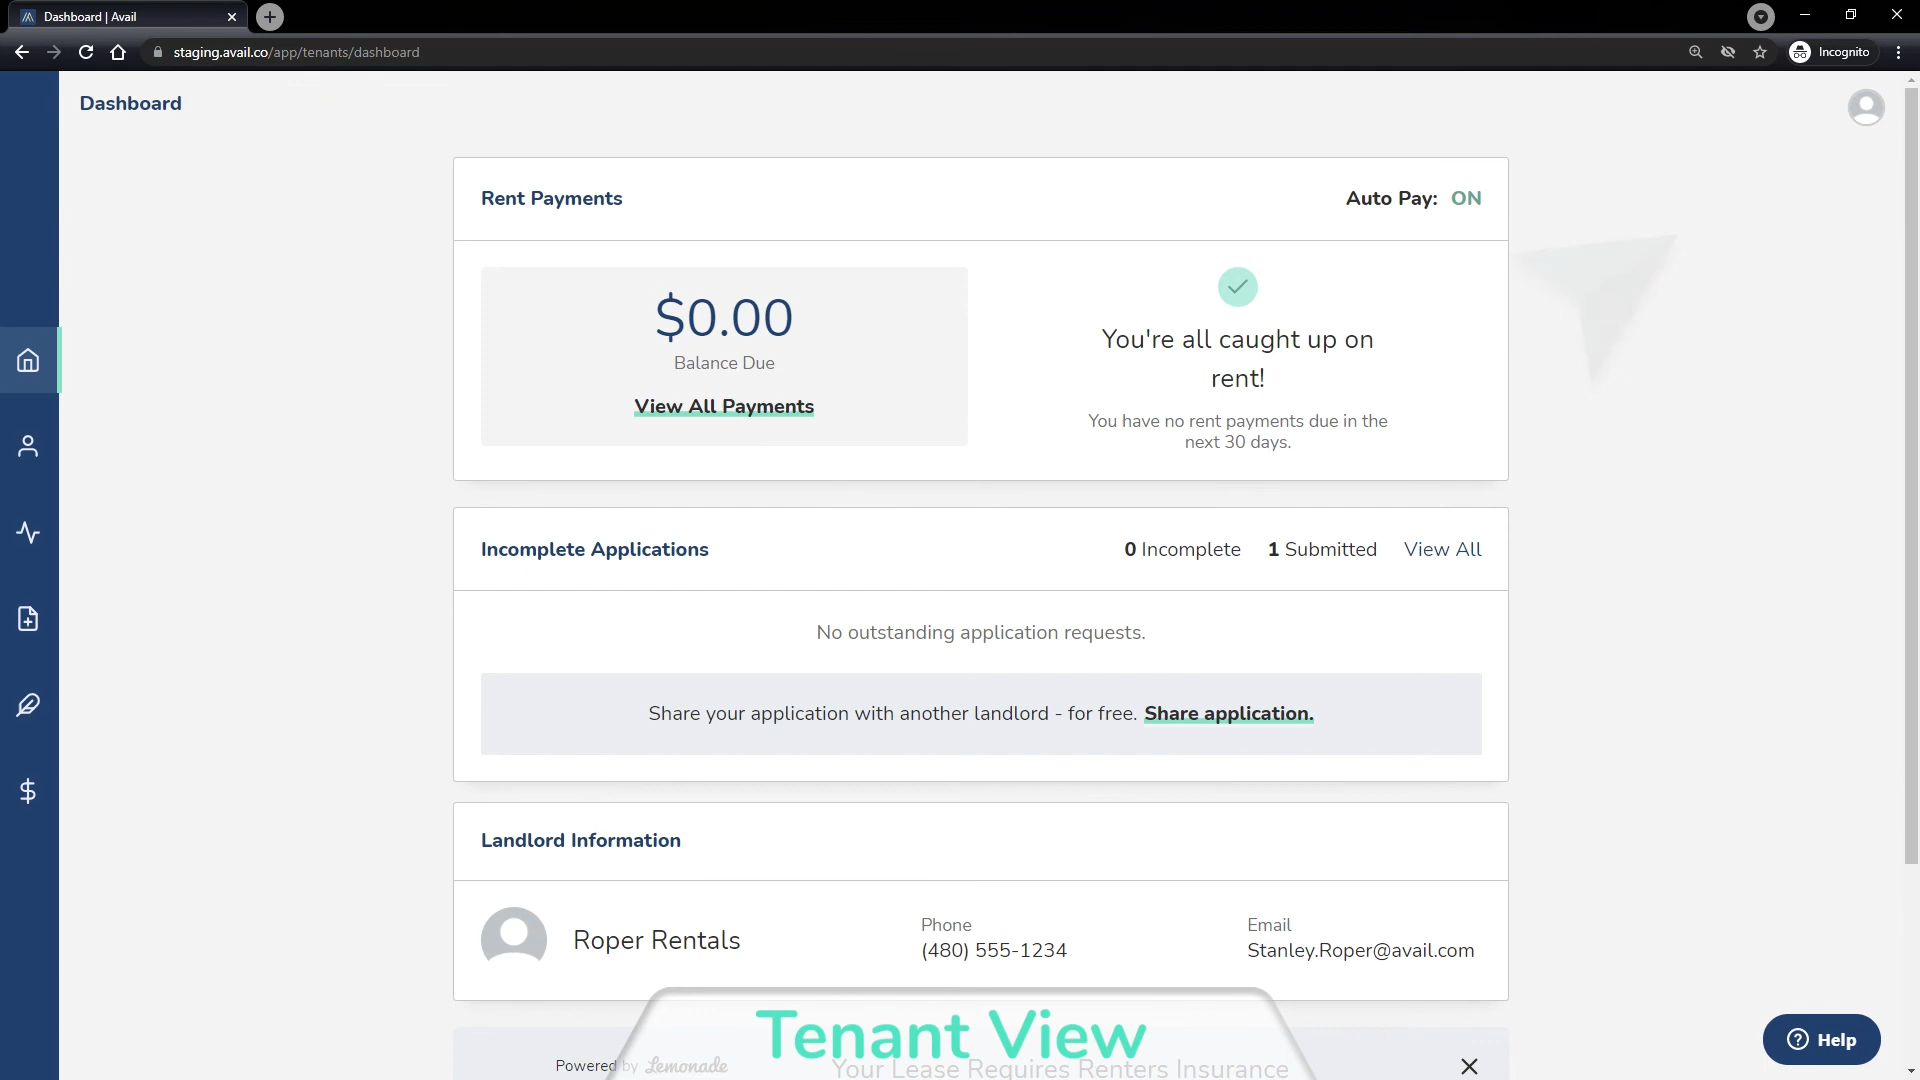 Dashboard | Avail
staging.avail.co/app/tenants/dashboard
Incognito
Dashboard
Rent Payments
Auto Pay: ON
$0.00
Balance Due
View All Payments
You're all caught up on
rent!
You have no rent payments due in the
next 30 days.
Incomplete Applications
0 Incomplete 1 Submitted View All
No outstanding application requests.
Share your application with another landlord - for free. Share application.
Landlord Information
Roper Rentals
Phone
(480) 555-1234
Email
Stanley.Roper@avail.com
Tenant View
Powered by Lemonade
Your Lease Requires Renters Insurance
Help